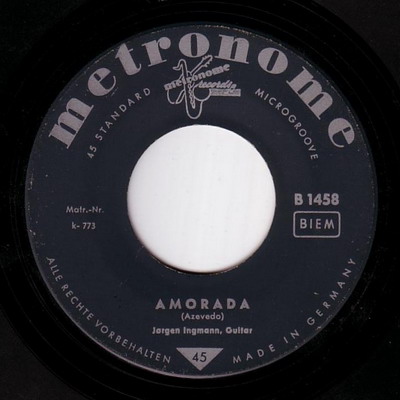 metronome
45 STANDARD
MICROGROOVE
metronome
records
Matr.-Nr.
k-773
B 1458
BIEM
AMORADA
(Azevedo)
Jørgen Ingmann, Guitar
ALLE RECHTE VORBEHALTEN
45
MADE IN GERMANY